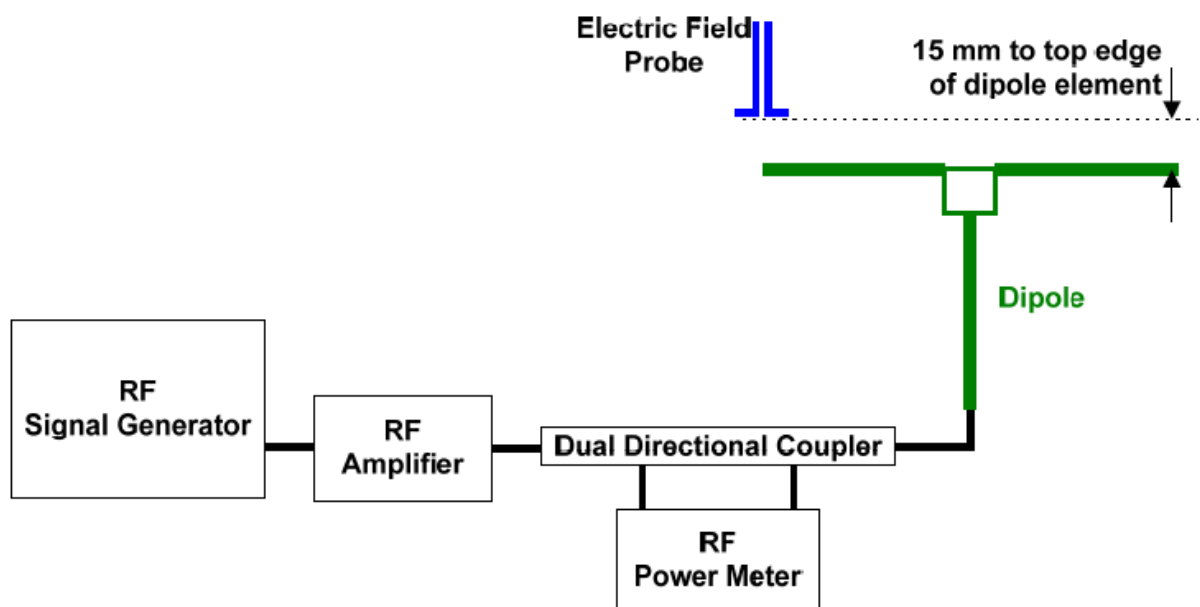 Electric Field
Probe
15 mm to top edge
of dipole element
Dipole
RF
Signal Generator
RF
Amplifier
Dual Directional Coupler
RF
Power Meter